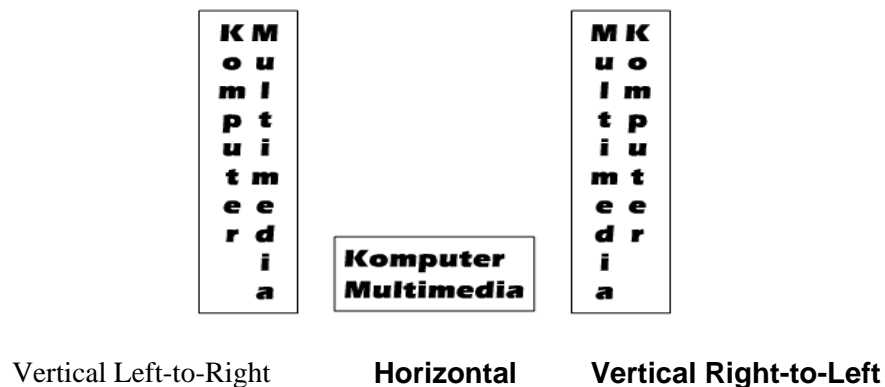 Komputer
Multimedia
Komputer
Multimedia
Komputer
Multimedia
Vertical Left-to-Right
Horizontal
Vertical Right-to-Left